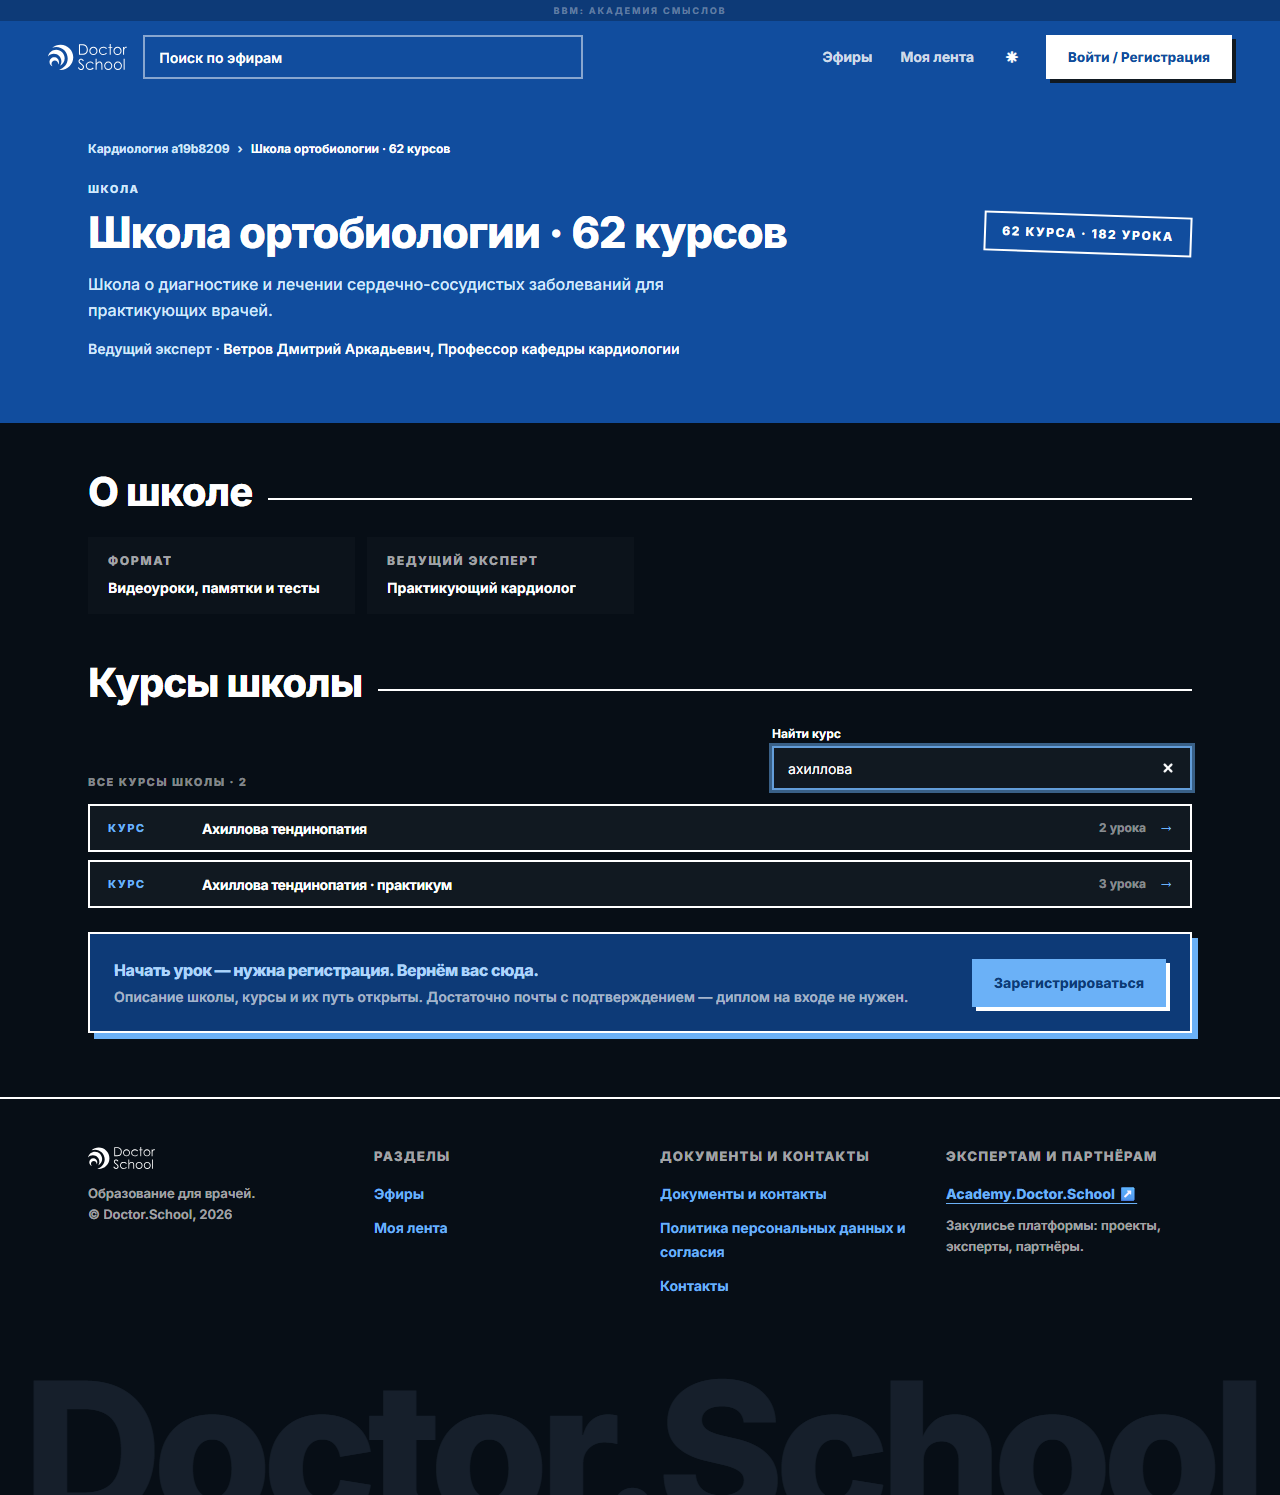 ВВМ: АКАДЕМИЯ СМЫСЛОВ
Doctor School
Поиск по эфирам
Эфиры
Моя лента
Войти / Регистрация
Кардиология a19b8209 › Школа ортобиологии · 62 курсов
ШКОЛА
Школа ортобиологии · 62 курсов
62 КУРСА · 182 УРОКА
Школа о диагностике и лечении сердечно-сосудистых заболеваний для
практикующих врачей.
Ведущий эксперт · Ветров Дмитрий Аркадьевич, Профессор кафедры кардиологии
О школе
ФОРМАТ
Видеоуроки, памятки и тесты
ВЕДУЩИЙ ЭКСПЕРТ
Практикующий кардиолог
Курсы школы
Найти курс
ахиллова
ВСЕ КУРСЫ ШКОЛЫ · 2
КУРС Ахиллова тендинопатия 2 урока →
КУРС Ахиллова тендинопатия · практикум 3 урока →
Начать урок — нужна регистрация. Вернём вас сюда.
Описание школы, курсы и их путь открыты. Достаточно почты с подтверждением — диплом на входе не нужен.
Зарегистрироваться
Doctor School
Образование для врачей.
© Doctor.School, 2026
РАЗДЕЛЫ
Эфиры
Моя лента
ДОКУМЕНТЫ И КОНТАКТЫ
Документы и контакты
Политика персональных данных и
согласия
Контакты
ЭКСПЕРТАМ И ПАРТНЁРАМ
Academy.Doctor.School ↗
Закулисье платформы: проекты,
эксперты, партнёры.
Doctor.School